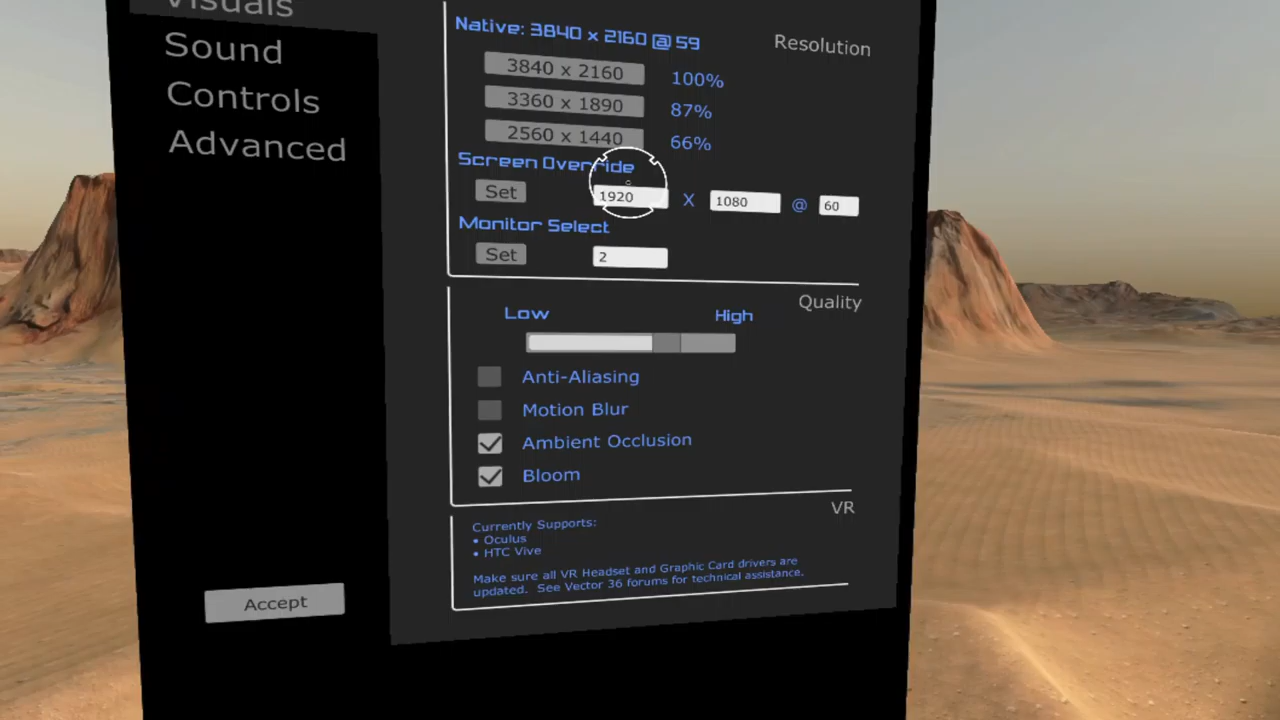 Visuals
Sound
Controls
Advanced
Accept
Resolution
Native: 3840 x 2160 @ 59
3840 x 2160 100%
3360 x 1890 87%
2560 x 1440 66%
Screen Override
Set 1920 X 1080 @ 60
Monitor Select
Set 2
Quality
Low High
Anti-Aliasing
Motion Blur
Ambient Occlusion
Bloom
VR
Currently Supports:
• Oculus
• HTC Vive
Make sure all VR Headset and Graphic Card drivers are
updated. See Vector 36 forums for technical assistance.